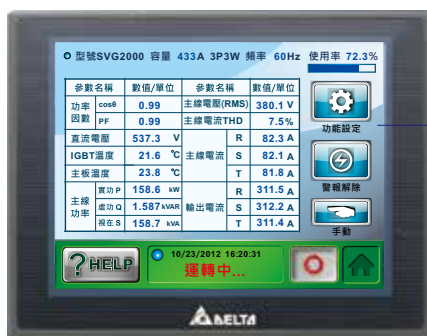 型號SVG2000 容量 433A 3P3W 頻率 60Hz 使用率 72.3%
參數名稱 數值/單位 參數名稱 數值/單位
功率因數 cosθ 0.99 主線電壓(RMS) 380.1 V
PF 0.99 主線電流THD 7.5%
直流電壓 537.3 V 主線電流 R 82.3 A
IGBT溫度 21.6 ℃ S 82.1 A
主板溫度 23.8 ℃ T 81.8 A
主線功率 實功P 158.6 kW 輸出電流 R 311.5 A
虛功Q 1.587 kVAR S 312.2 A
視在S 158.7 kVA T 311.4 A
功能設定
警報解除
手動
?HELP
10/23/2012 16:20:31
運轉中...
DELTA